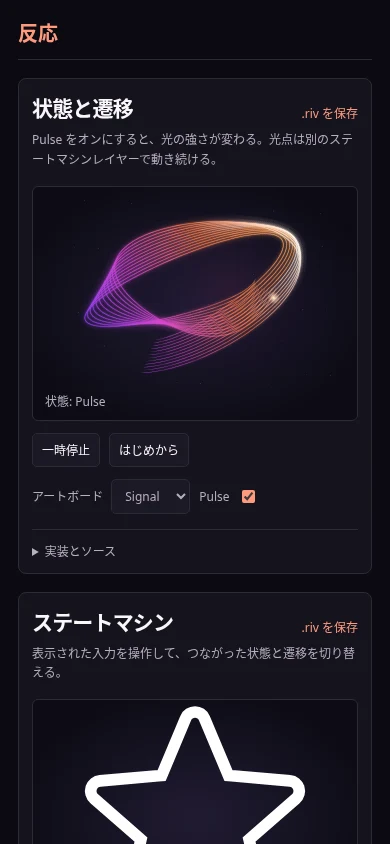 反応
状態と遷移
.riv を保存
Pulse をオンにすると、光の強さが変わる。光点は別のステ
ートマシンレイヤーで動き続ける。
状態: Pulse
一時停止
はじめから
アートボード
Signal
Pulse
実装とソース
ステートマシン
.riv を保存
表示された入力を操作して、つながった状態と遷移を切り替
える。